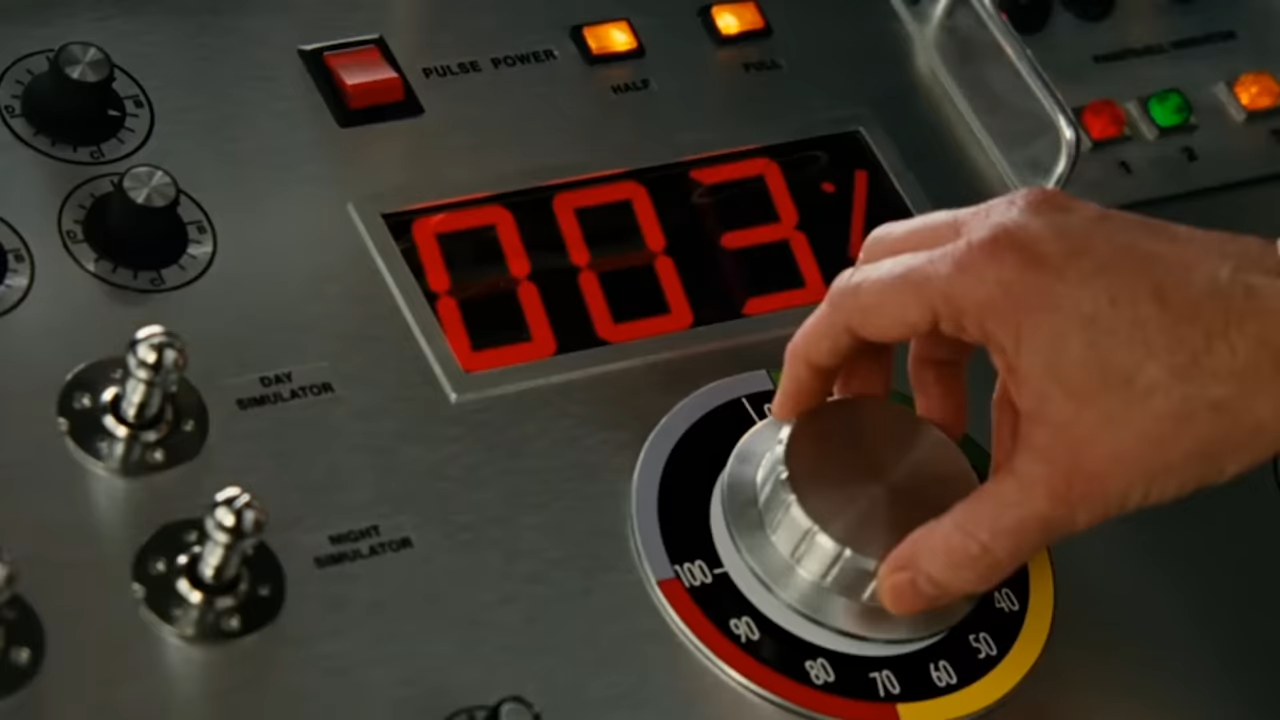 PULSE POWER
HALF
FULL
003%
1
2
DAY
SIMULATOR
NIGHT
SIMULATOR
100
90
80
70
60
50
40